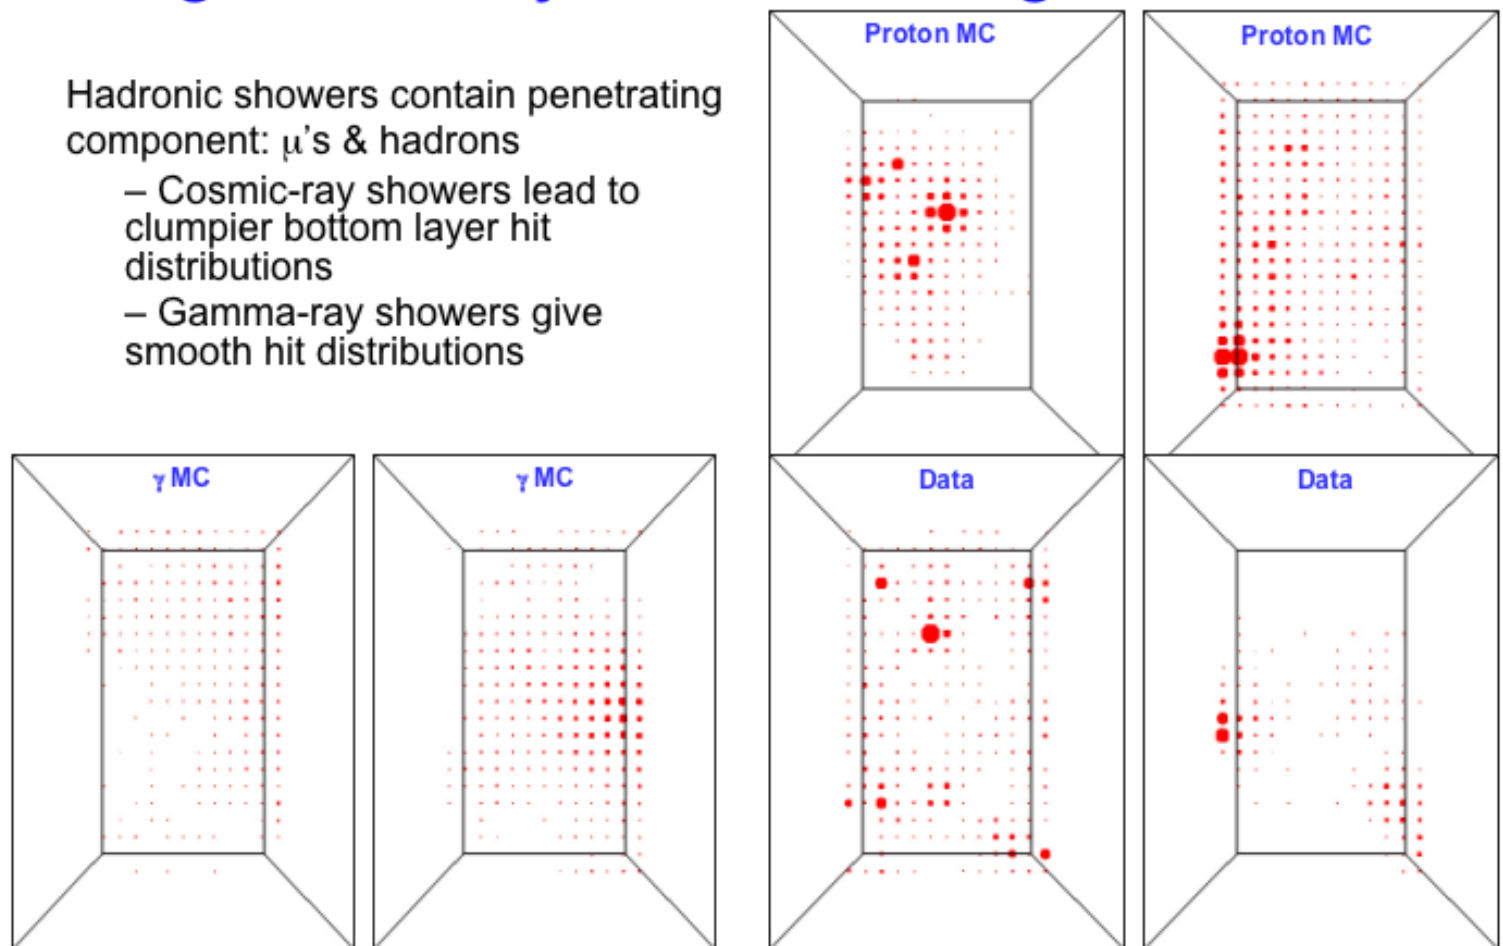 Hadronic showers contain penetrating
component: μ's & hadrons
– Cosmic-ray showers lead to
clumpier bottom layer hit
distributions
– Gamma-ray showers give
smooth hit distributions
Proton MC
Proton MC
γ MC
γ MC
Data
Data